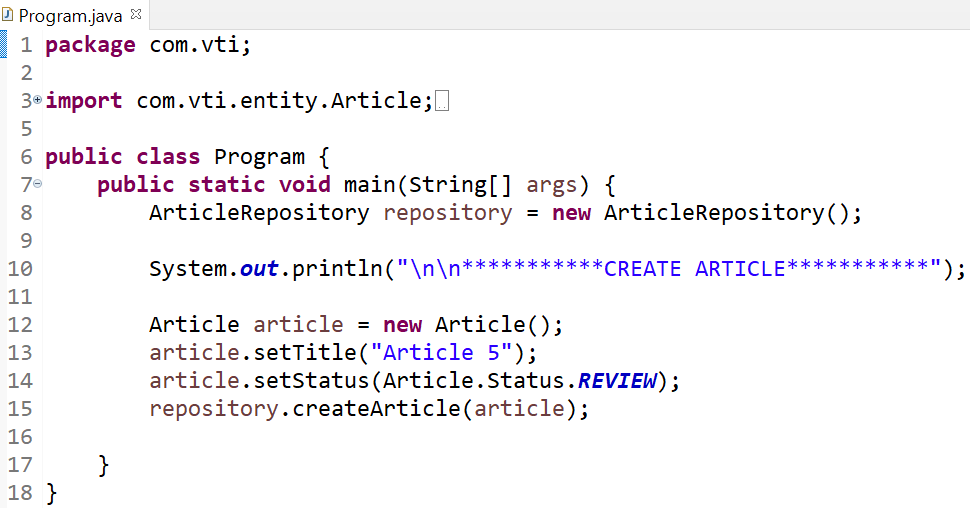 Program.java
1 package com.vti;
2
3 import com.vti.entity.Article;
5
6 public class Program {
7     public static void main(String[] args) {
8         ArticleRepository repository = new ArticleRepository();
9
10         System.out.println("\n\n***********CREATE ARTICLE***********");
11
12         Article article = new Article();
13         article.setTitle("Article 5");
14         article.setStatus(Article.Status.REVIEW);
15         repository.createArticle(article);
16
17     }
18 }